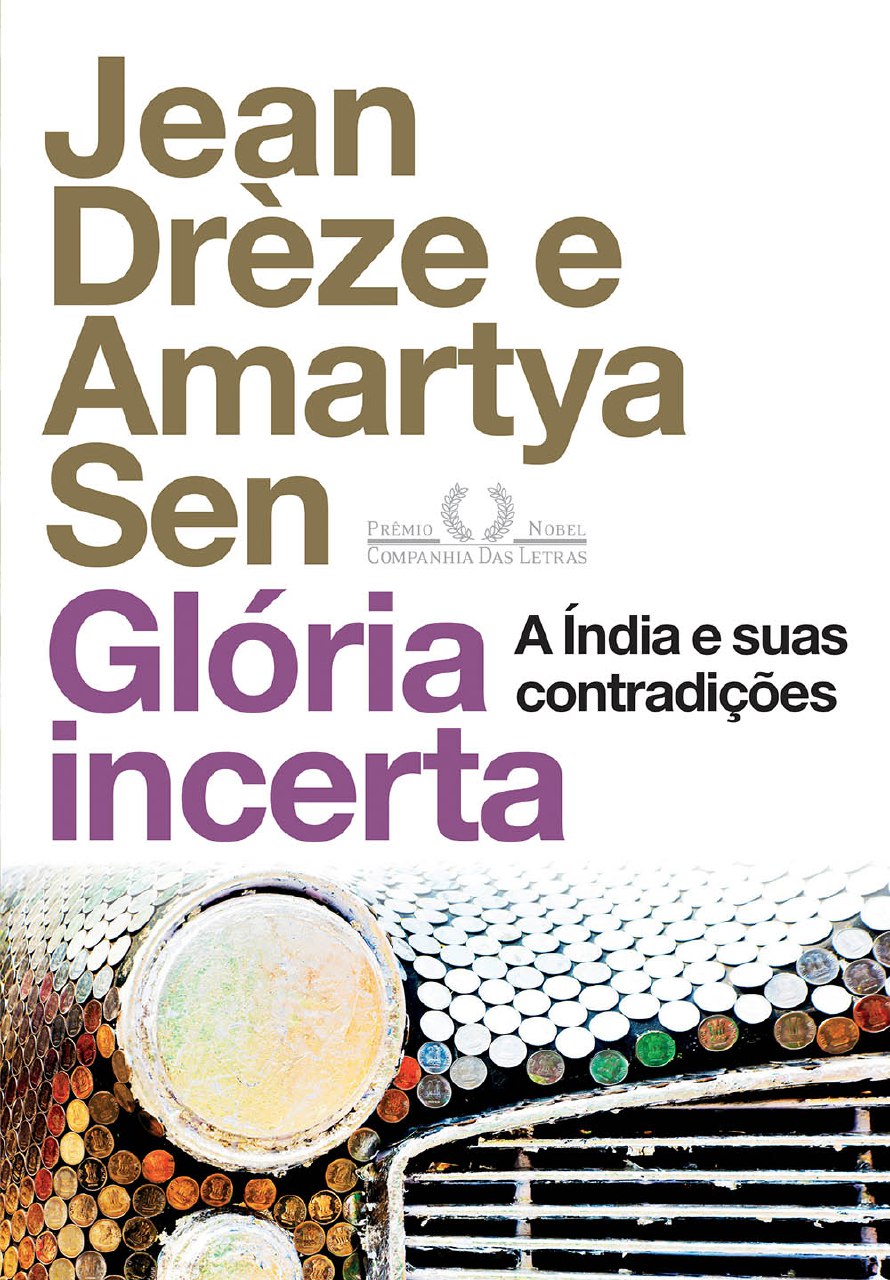 Jean
Drèze e
Amartya
Sen
PRÊMIO NOBEL
COMPANHIA DAS LETRAS
Glória
incerta
A Índia e suas
contradições